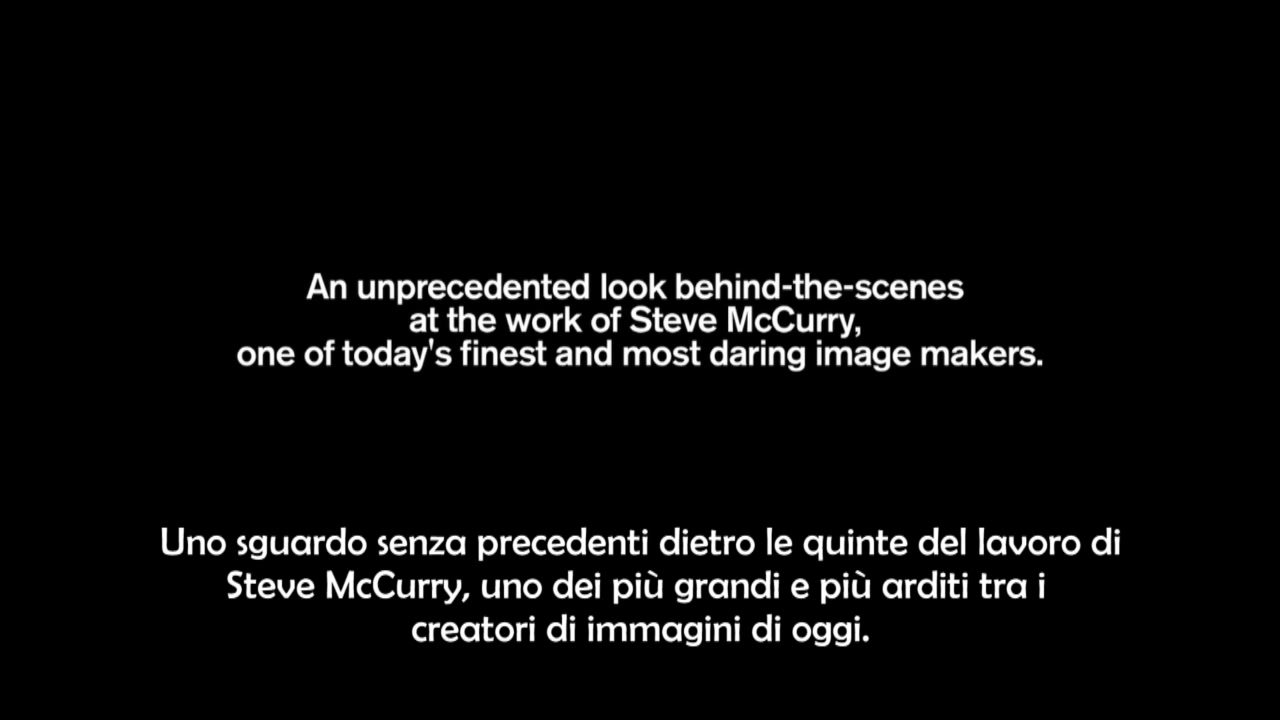 An unprecedented look behind-the-scenes
at the work of Steve McCurry,
one of today's finest and most daring image makers.
Uno sguardo senza precedenti dietro le quinte del lavoro di
Steve McCurry, uno dei più grandi e più arditi tra i
creatori di immagini di oggi.